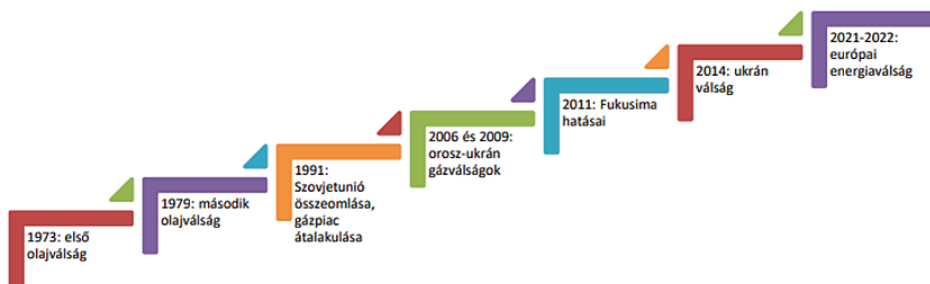 1973: első
olajválság
1979: második
olajválság
1991:
Szovjetunió
összeomlása,
gázpiac
átalakulása
2006 és 2009:
orosz-ukrán
gázválságok
2011: Fukusima
hatásai
2014: ukrán
válság
2021-2022:
európai
energiaválság